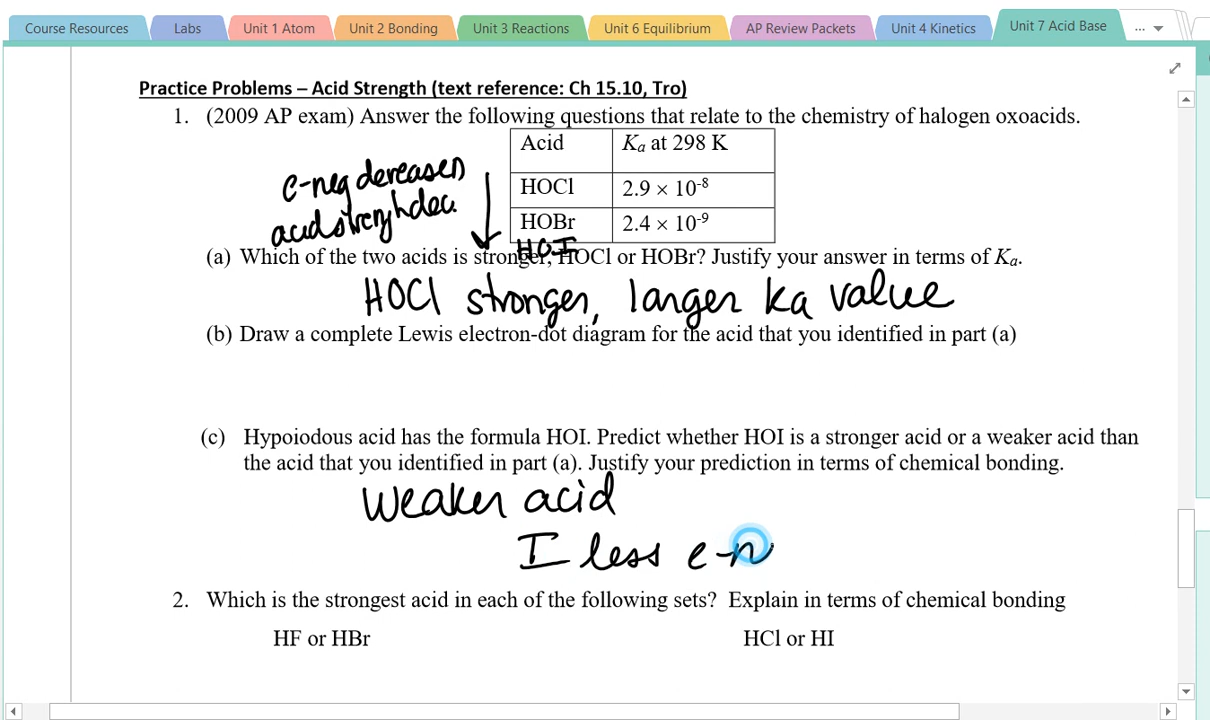 Course Resources Labs Unit 1 Atom Unit 2 Bonding Unit 3 Reactions Unit 6 Equilibrium AP Review Packets Unit 4 Kinetics Unit 7 Acid Base ...
Practice Problems – Acid Strength (text reference: Ch 15.10, Tro)
1. (2009 AP exam) Answer the following questions that relate to the chemistry of halogen oxoacids.
Acid Ka at 298 K
e-neg dereases
HOCl 2.9 × 10-8
acid strengh dec.
HOBr 2.4 × 10-9
HOI
(a) Which of the two acids is stronger, HOCl or HOBr? Justify your answer in terms of Ka.
HOCl stronger, larger ka value
(b) Draw a complete Lewis electron-dot diagram for the acid that you identified in part (a)
(c) Hypoiodous acid has the formula HOI. Predict whether HOI is a stronger acid or a weaker acid than
the acid that you identified in part (a). Justify your prediction in terms of chemical bonding.
Weaker acid
I less e-n
2. Which is the strongest acid in each of the following sets? Explain in terms of chemical bonding
HF or HBr HCl or HI